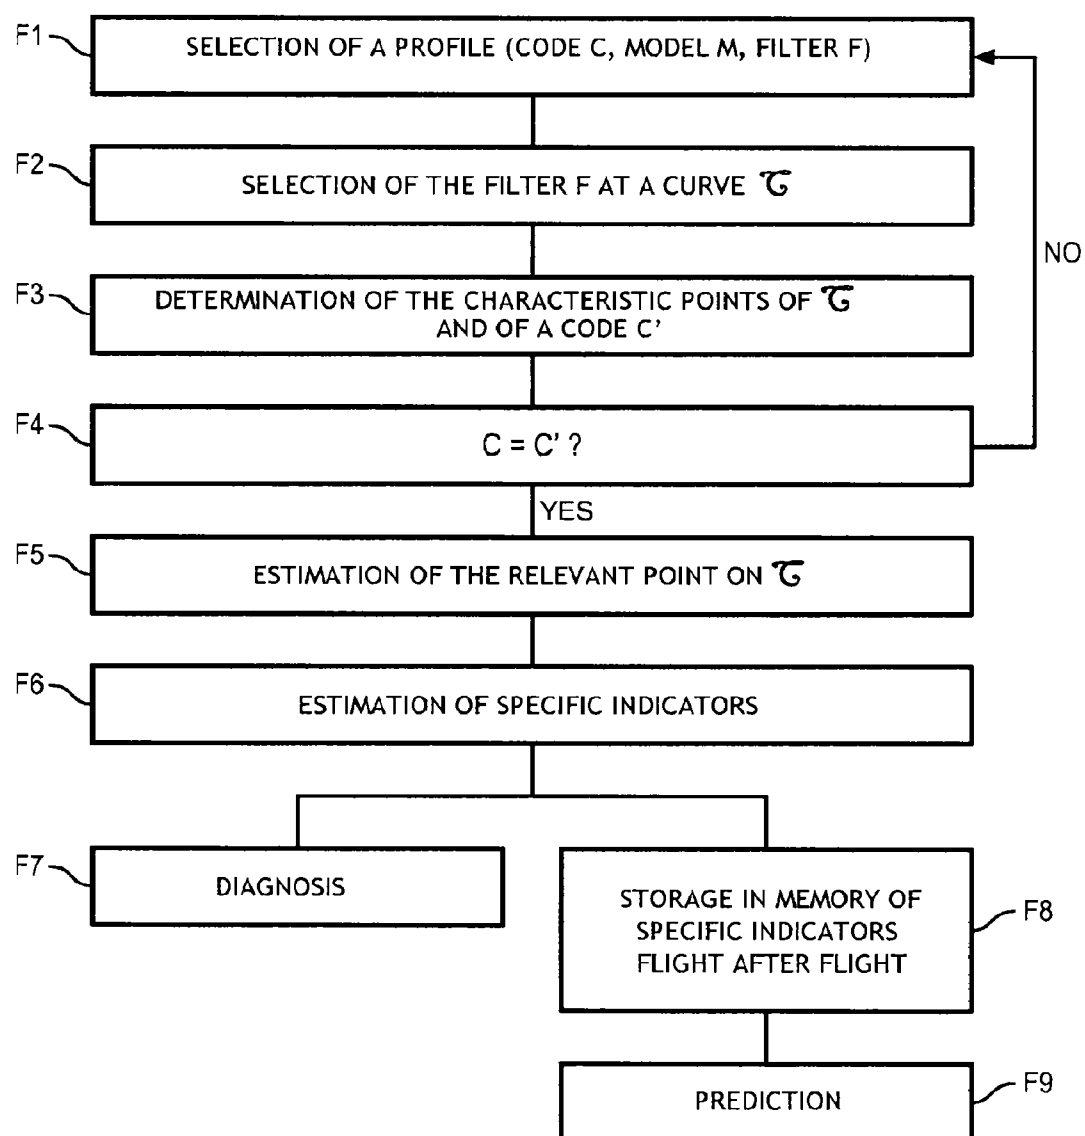 F1
SELECTION OF A PROFILE (CODE C, MODEL M, FILTER F)
F2
SELECTION OF THE FILTER F AT A CURVE
F3
DETERMINATION OF THE CHARACTERISTIC POINTS OF
AND OF A CODE C'
NO
F4
C = C' ?
YES
F5
ESTIMATION OF THE RELEVANT POINT ON
F6
ESTIMATION OF SPECIFIC INDICATORS
F7
DIAGNOSIS
STORAGE IN MEMORY OF
SPECIFIC INDICATORS
FLIGHT AFTER FLIGHT
F8
PREDICTION
F9